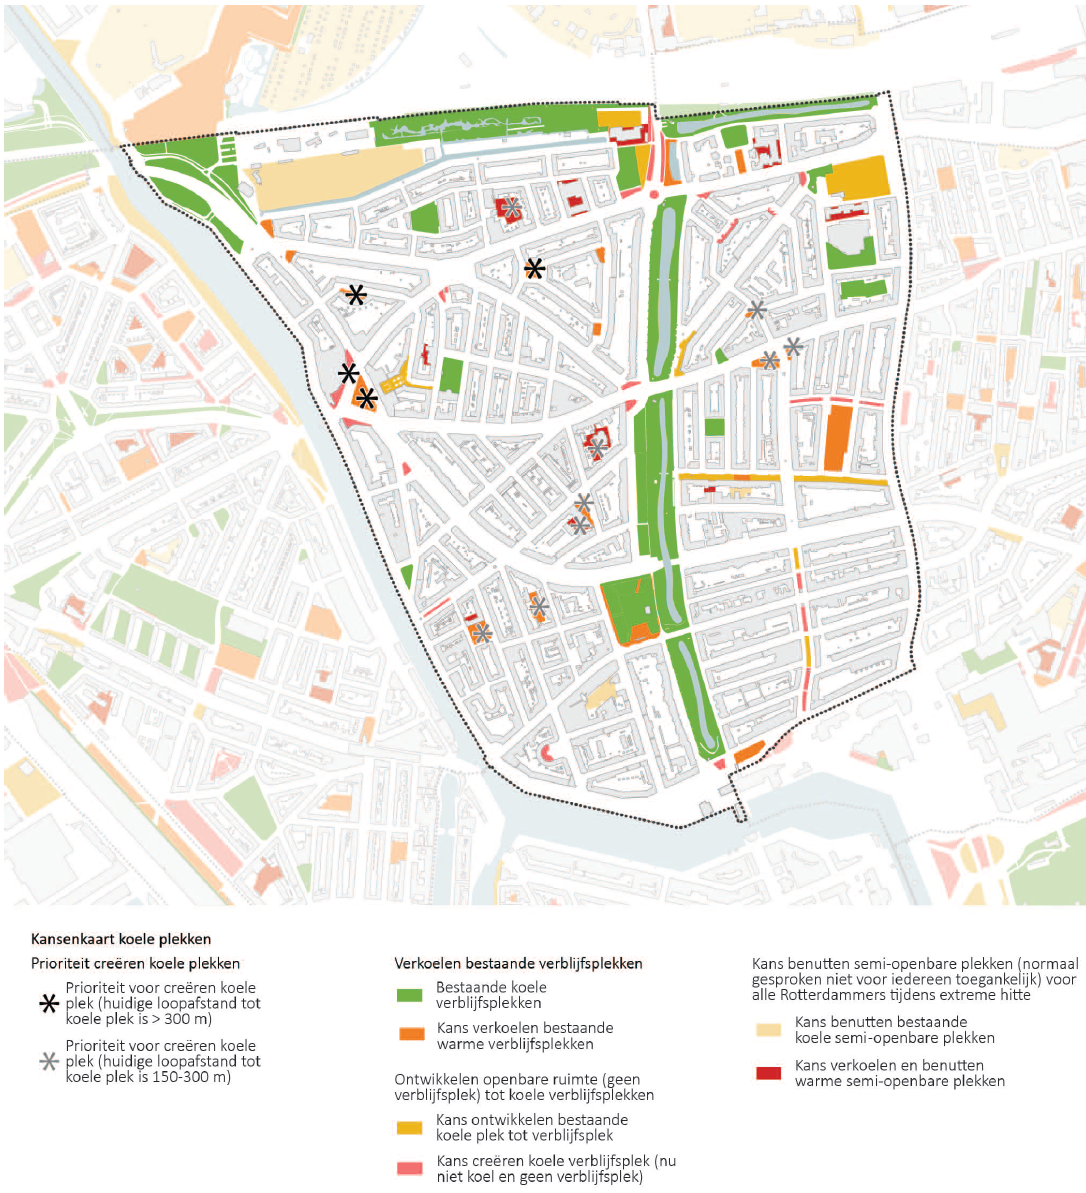 Kansenkaart koele plekken
Prioriteit creëren koele plekken
Prioriteit voor creëren koele
plek (huidige loopafstand tot
koele plek is > 300 m)
Prioriteit voor creëren koele
plek (huidige loopafstand tot
koele plek is 150-300 m)
Verkoelen bestaande verblijfsplekken
Bestaande koele
verblijfsplekken
Kans verkoelen bestaande
warme verblijfsplekken
Ontwikkelen openbare ruimte (geen
verblijfsplek) tot koele verblijfsplekken
Kans ontwikkelen bestaande
koele plek tot verblijfsplek
Kans creëren koele verblijfsplek (nu
niet koel en geen verblijfsplek)
Kans benutten semi-openbare plekken (normaal
gesproken niet voor iedereen toegankelijk) voor
alle Rotterdammers tijdens extreme hitte
Kans benutten bestaande
koele semi-openbare plekken
Kans verkoelen en benutten
warme semi-openbare plekken